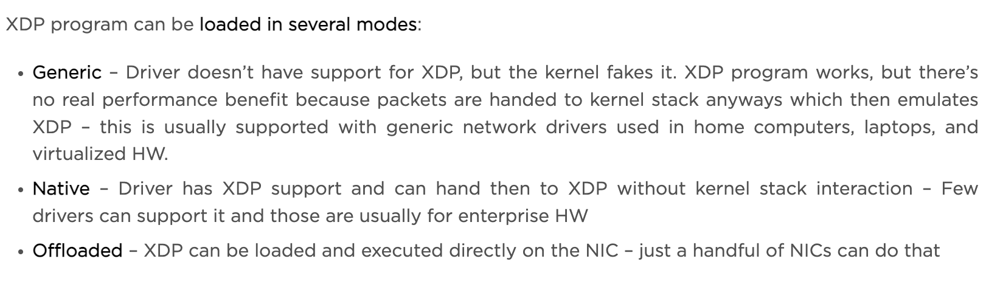 XDP program can be loaded in several modes:
• Generic – Driver doesn’t have support for XDP, but the kernel fakes it. XDP program works, but there’s
no real performance benefit because packets are handed to kernel stack anyways which then emulates
XDP – this is usually supported with generic network drivers used in home computers, laptops, and
virtualized HW.
• Native – Driver has XDP support and can hand then to XDP without kernel stack interaction – Few
drivers can support it and those are usually for enterprise HW
• Offloaded – XDP can be loaded and executed directly on the NIC – just a handful of NICs can do that